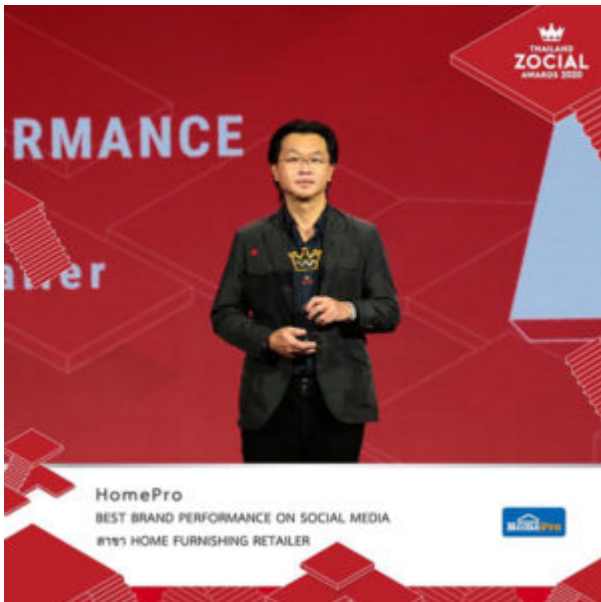 THAILAND
ZOCIAL
AWARDS 2020
RMANCE
ailer
HomePro
BEST BRAND PERFORMANCE ON SOCIAL MEDIA
สาขา HOME FURNISHING RETAILER
HomePro